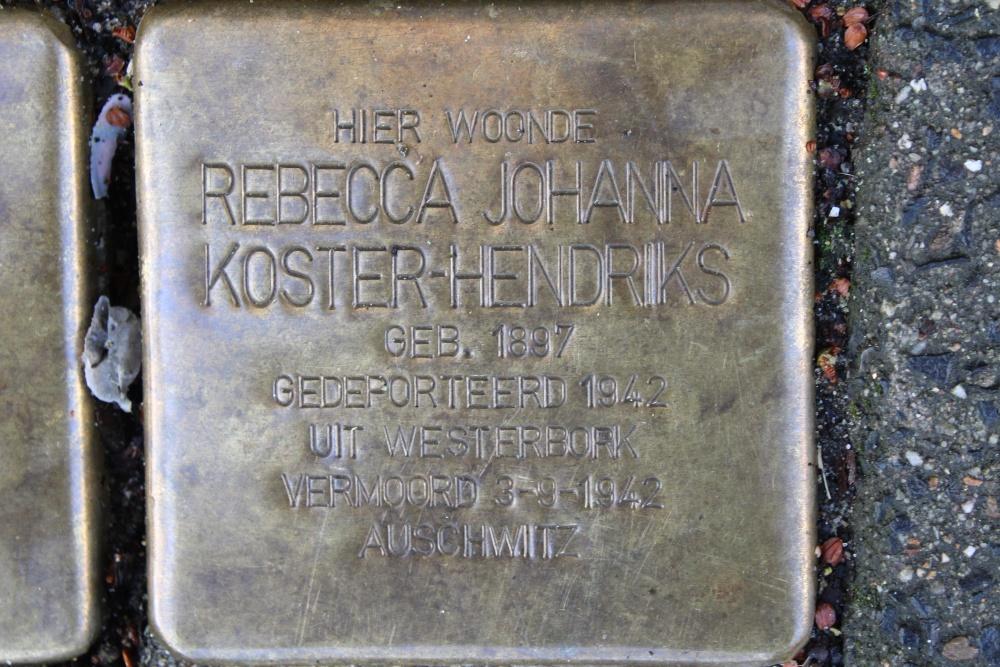 HIER WOONDE
REBECCA JOHANNA
KOSTER-HENDRIKS
GEB. 1897
GEDEPORTEERD 1942
UIT WESTERBORK
VERMOORD 3-9-1942
AUSCHWITZ